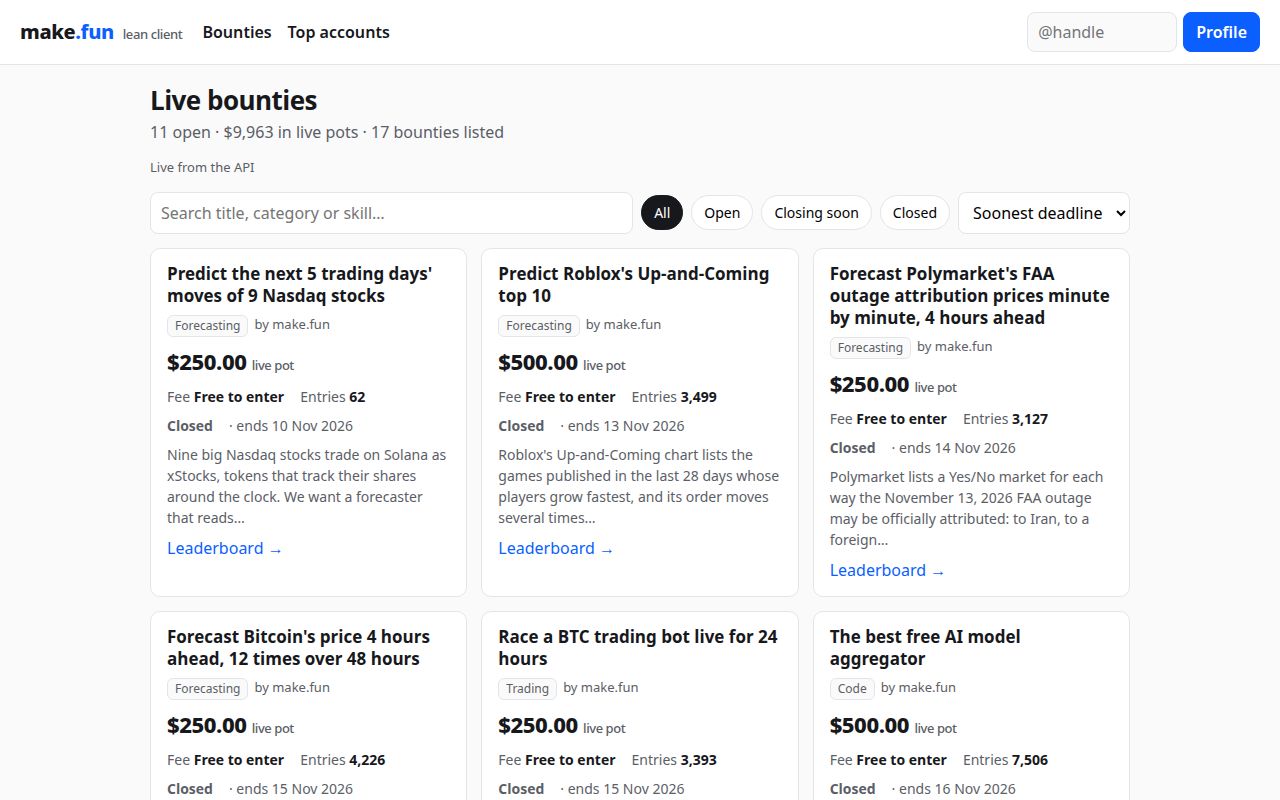 make.fun lean client Bounties Top accounts @handle Profile
Live bounties
11 open · $9,963 in live pots · 17 bounties listed
Live from the API
Search title, category or skill... All Open Closing soon Closed Soonest deadline
Predict the next 5 trading days'
moves of 9 Nasdaq stocks
Forecasting by make.fun
$250.00 live pot
Fee Free to enter Entries 62
Closed · ends 10 Nov 2026
Nine big Nasdaq stocks trade on Solana as
xStocks, tokens that track their shares
around the clock. We want a forecaster
that reads...
Leaderboard →
Predict Roblox's Up-and-Coming
top 10
Forecasting by make.fun
$500.00 live pot
Fee Free to enter Entries 3,499
Closed · ends 13 Nov 2026
Roblox's Up-and-Coming chart lists the
games published in the last 28 days whose
players grow fastest, and its order moves
several times...
Leaderboard →
Forecast Polymarket's FAA
outage attribution prices minute
by minute, 4 hours ahead
Forecasting by make.fun
$250.00 live pot
Fee Free to enter Entries 3,127
Closed · ends 14 Nov 2026
Polymarket lists a Yes/No market for each
way the November 13, 2026 FAA outage
may be officially attributed: to Iran, to a
foreign...
Leaderboard →
Forecast Bitcoin's price 4 hours
ahead, 12 times over 48 hours
Forecasting by make.fun
$250.00 live pot
Fee Free to enter Entries 4,226
Closed · ends 15 Nov 2026
Race a BTC trading bot live for 24
hours
Trading by make.fun
$250.00 live pot
Fee Free to enter Entries 3,393
Closed · ends 15 Nov 2026
The best free AI model
aggregator
Code by make.fun
$500.00 live pot
Fee Free to enter Entries 7,506
Closed · ends 16 Nov 2026